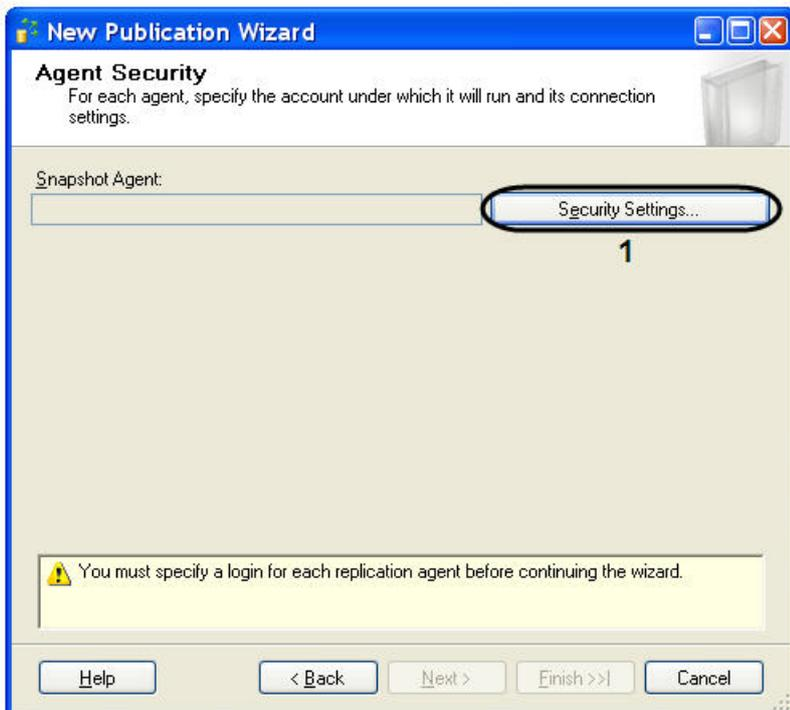 New Publication Wizard
Agent Security
For each agent, specify the account under which it will run and its connection
settings.
Snapshot Agent:
Security Settings...
1
You must specify a login for each replication agent before continuing the wizard.
Help
< Back
Next >
Finish >>|
Cancel